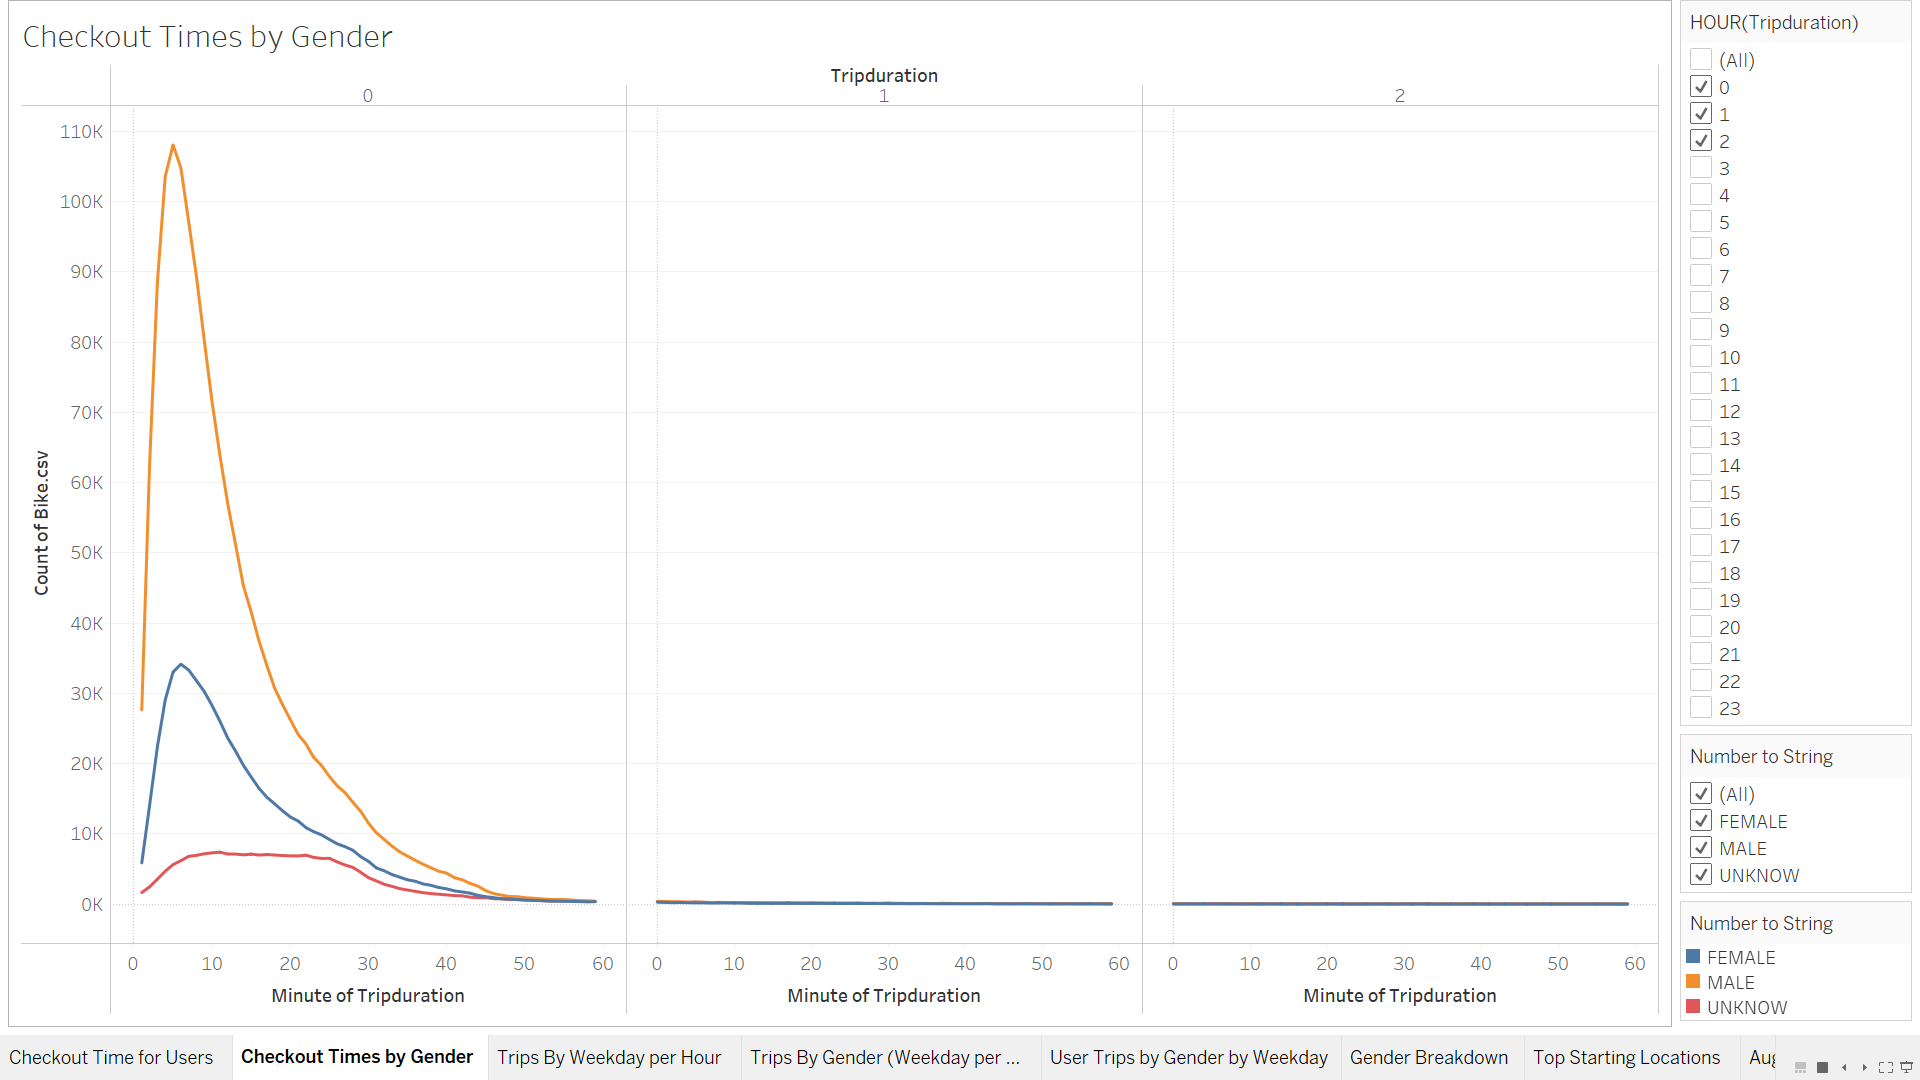 Checkout Times by Gender
Tripduration
0 1 2
110K
100K
90K
80K
70K
60K
50K
40K
30K
20K
10K
0K
Count of Bike.csv
0 10 20 30 40 50 60 0 10 20 30 40 50 60 0 10 20 30 40 50 60
Minute of Tripduration Minute of Tripduration Minute of Tripduration
HOUR(Tripduration)
(All)
0
1
2
3
4
5
6
7
8
9
10
11
12
13
14
15
16
17
18
19
20
21
22
23
Number to String
(All)
FEMALE
MALE
UNKNOW
Number to String
FEMALE
MALE
UNKNOW
Checkout Time for Users Checkout Times by Gender Trips By Weekday per Hour Trips By Gender (Weekday per ... User Trips by Gender by Weekday Gender Breakdown Top Starting Locations